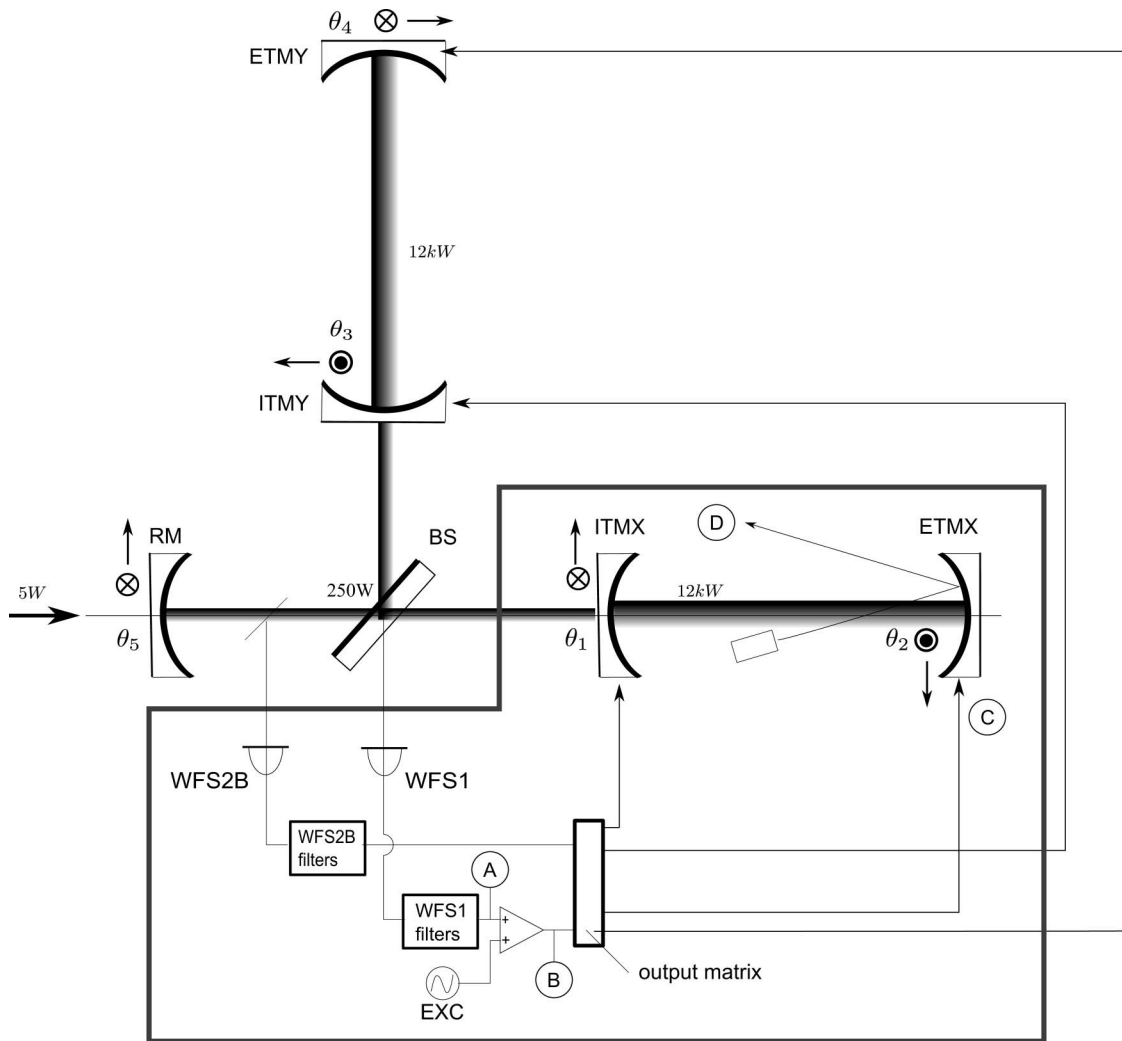 θ₄
ETMY
12kW
θ₃
ITMY
RM
BS
ITMX
D
ETMX
5W
250W
12kW
θ₅
θ₁
θ₂
C
WFS2B
WFS1
WFS2B
filters
A
WFS1
filters
+
+
B
output matrix
EXC